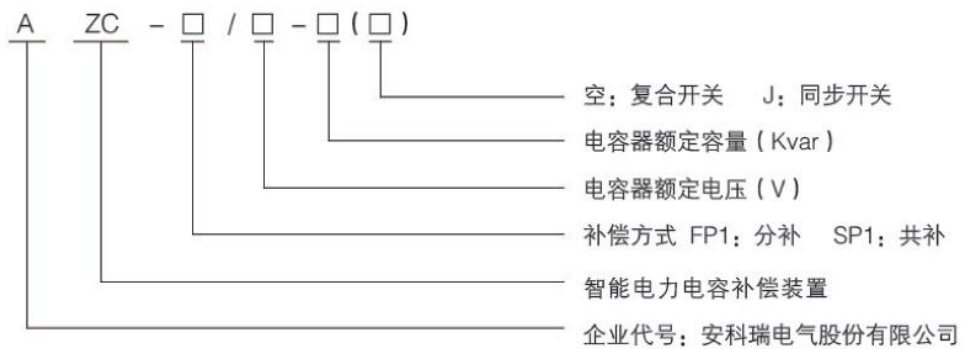 A ZC - □ / □ - □ ( □ )
空：复合开关 J：同步开关
电容器额定容量（Kvar）
电容器额定电压（V）
补偿方式 FP1：分补 SP1：共补
智能电力电容补偿装置
企业代号：安科瑞电气股份有限公司